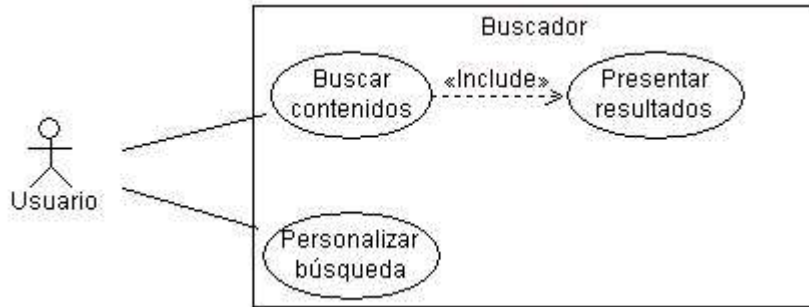 Buscador
Buscar
contenidos
«Include»
Presentar
resultados
Usuario
Personalizar
búsqueda